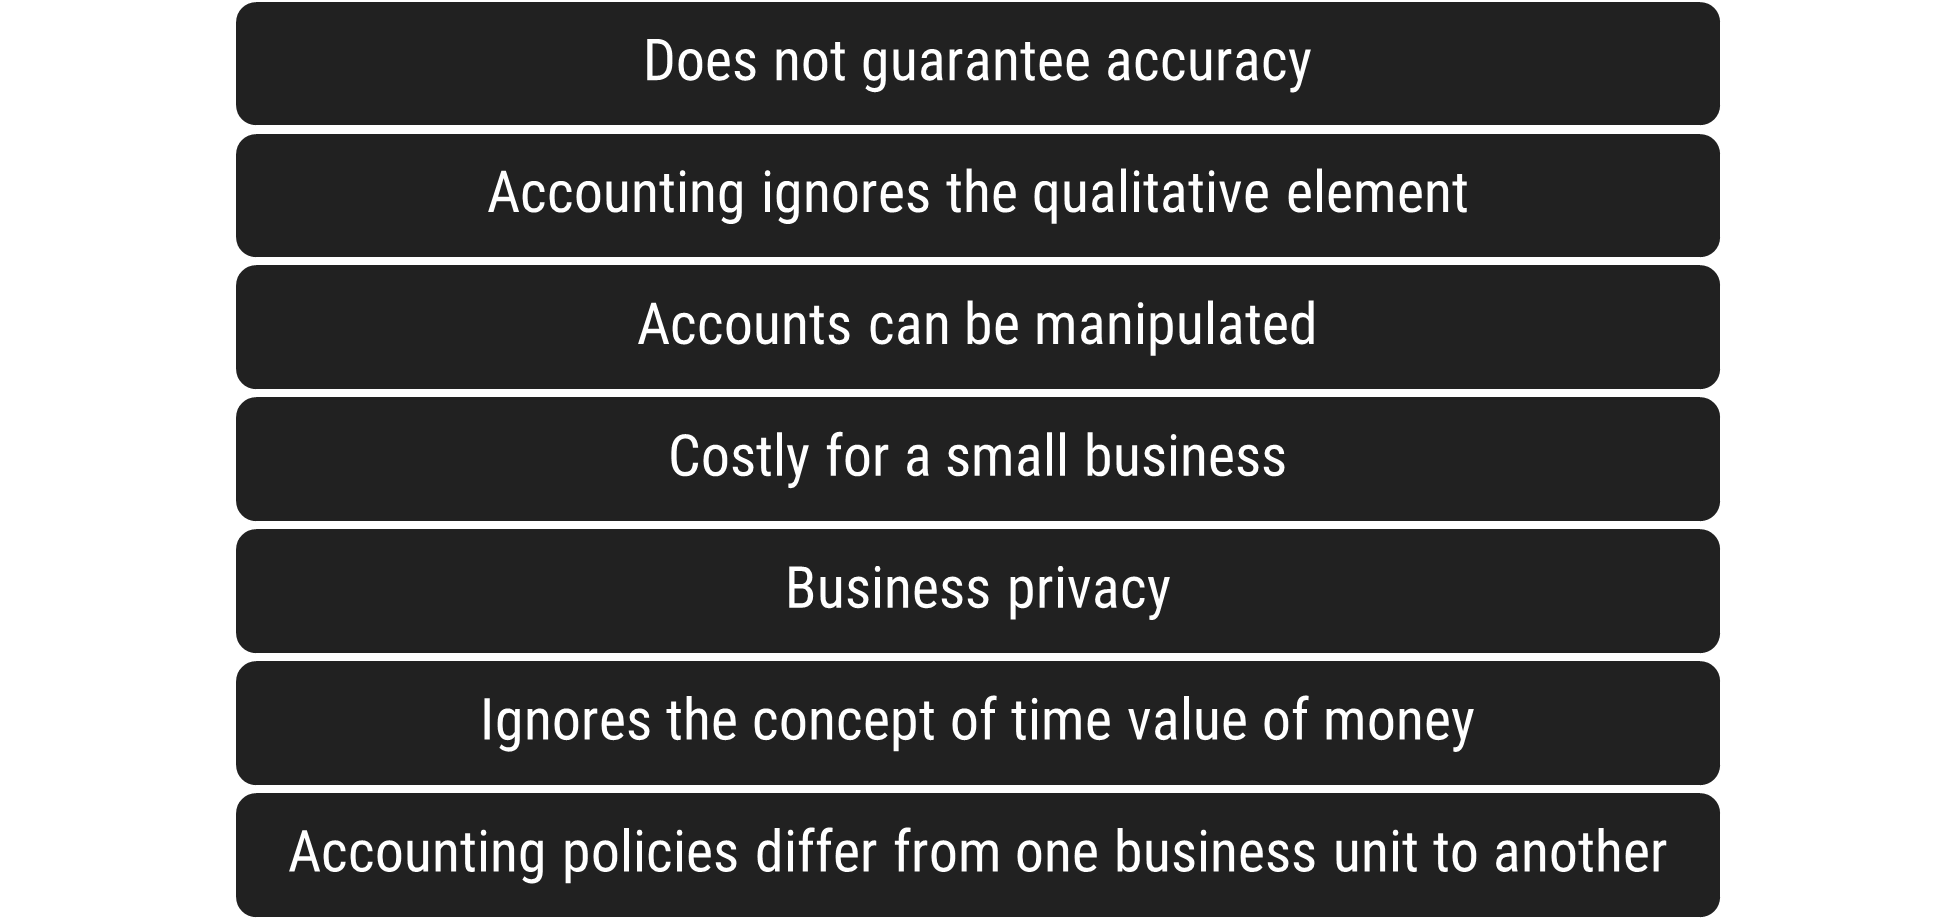 Does not guarantee accuracy
Accounting ignores the qualitative element
Accounts can be manipulated
Costly for a small business
Business privacy
Ignores the concept of time value of money
Accounting policies differ from one business unit to another